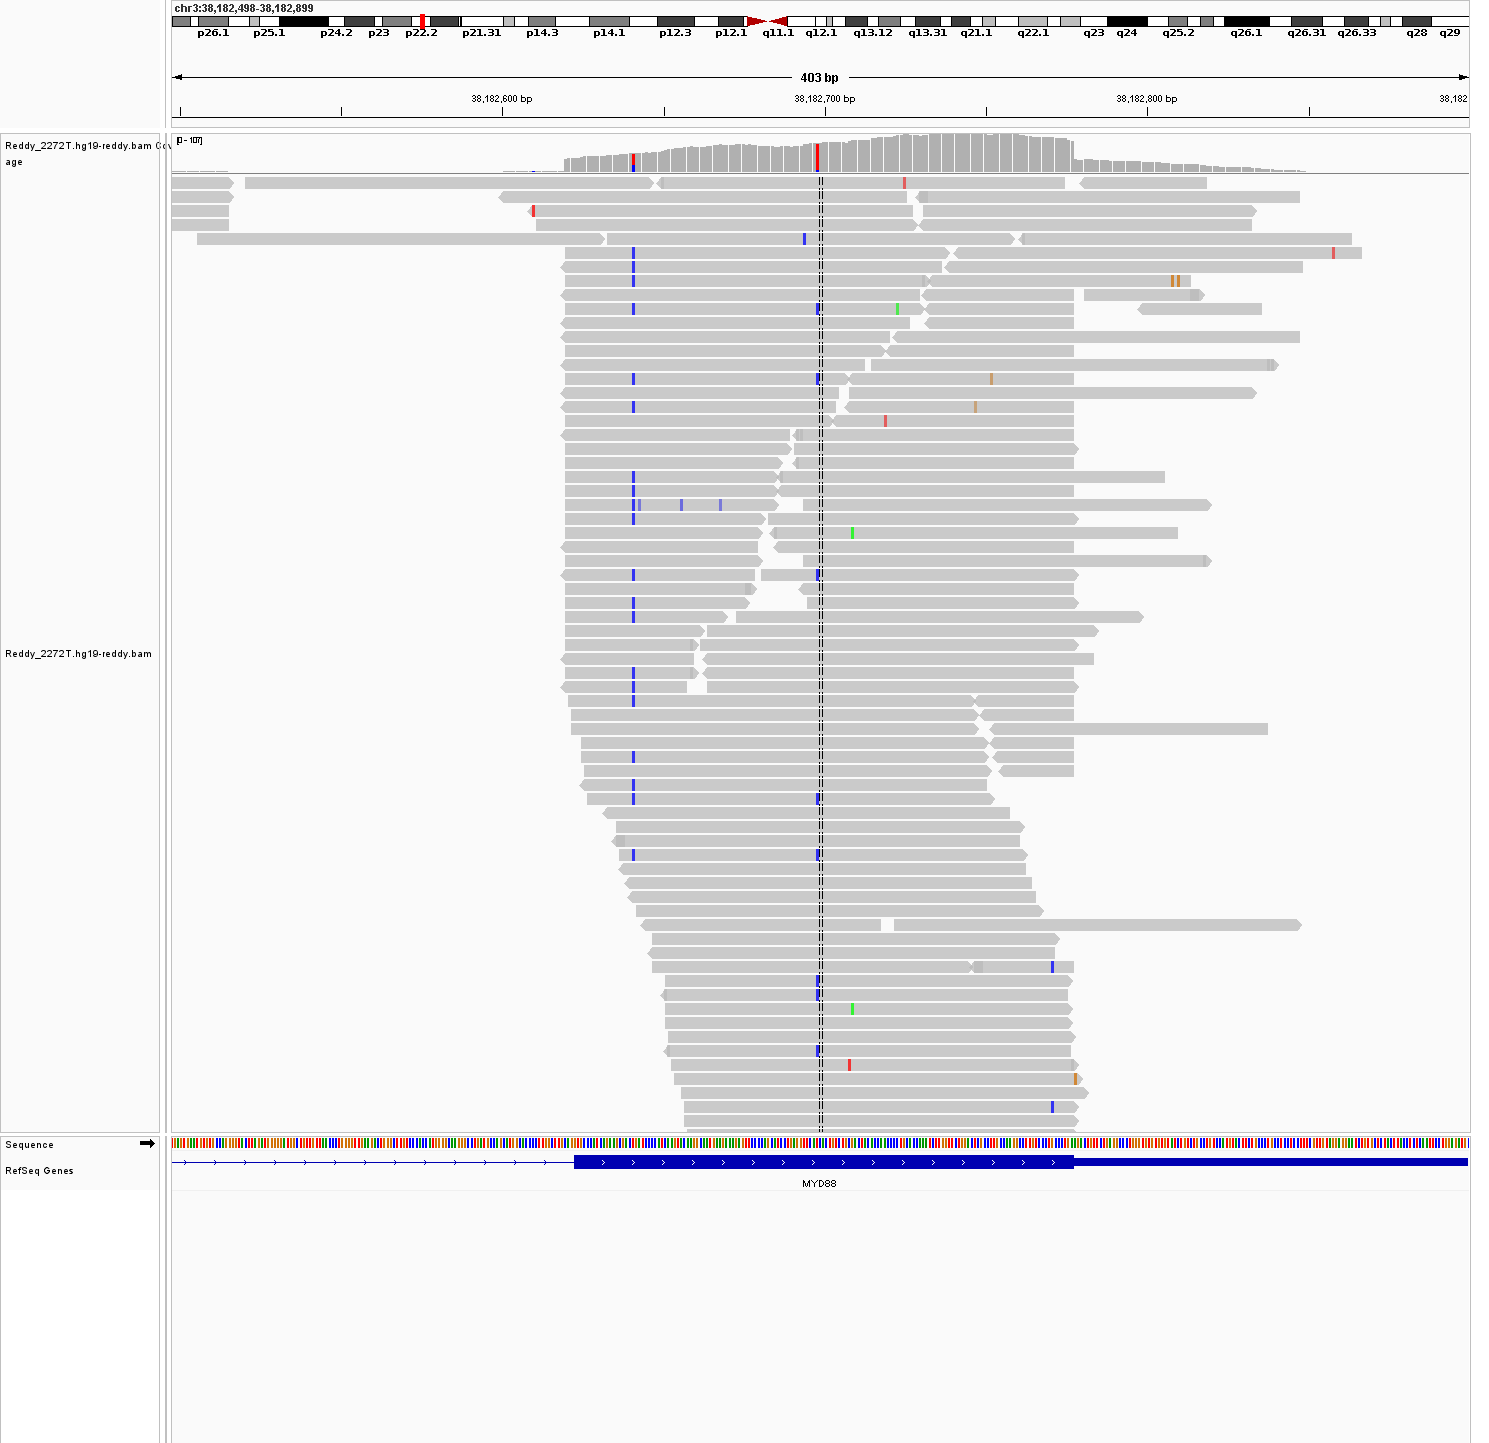 chr3:38,182,498-38,182,899
p26.1 p25.1 p24.2 p23 p22.2 p21.31 p14.3 p14.1 p12.3 p12.1 q11.1 q12.1 q13.12 q13.31 q21.1 q22.1 q23 q24 q25.2 q26.1 q26.31 q26.33 q28 q29
403 bp
38,182,600 bp 38,182,700 bp 38,182,800 bp 38,182
[0 - 107]
Reddy_2272T.hg19-reddy.bam Cov
age
Reddy_2272T.hg19-reddy.bam
Sequence
RefSeq Genes
MYD88